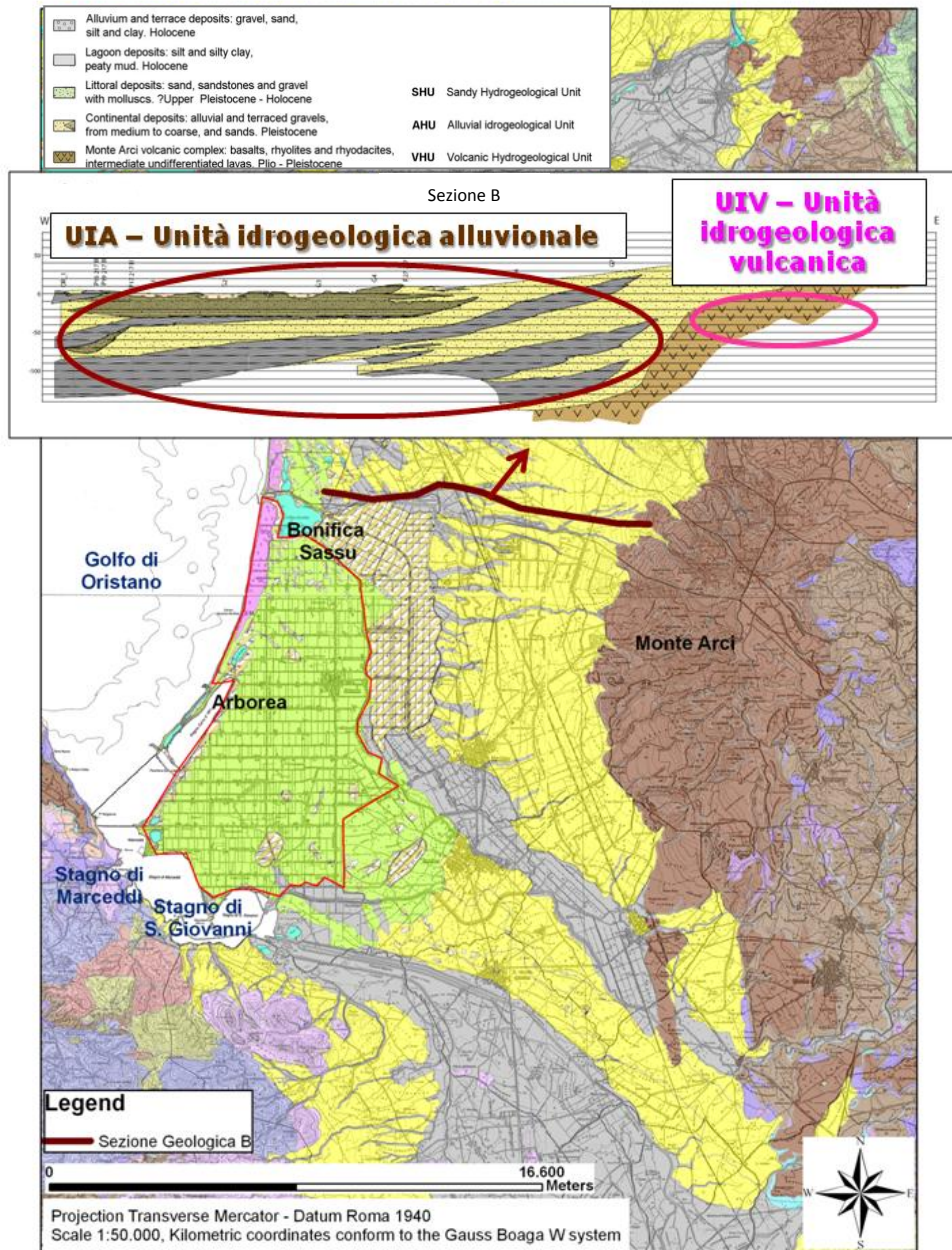 Alluvium and terrace deposits: gravel, sand,
silt and clay. Holocene
Lagoon deposits: silt and silty clay,
peaty mud. Holocene
Littoral deposits: sand, sandstones and gravel
with molluscs. ?Upper Pleistocene - Holocene
SHU Sandy Hydrogeological Unit
Continental deposits: alluvial and terraced gravels,
from medium to coarse, and sands. Pleistocene
AHU Alluvial idrogeological Unit
Monte Arci volcanic complex: basalts, rhyolites and rhyodacites,
intermediate undifferentiated lavas. Plio - Pleistocene
VHU Volcanic Hydrogeological Unit
Sezione B
W
E
UIA – Unità idrogeologica alluvionale
UIV – Unità
idrogeologica
vulcanica
50
0
-50
-100
Bonifica
Sassu
Golfo di
Oristano
Monte Arci
Arborea
Stagno di
Marceddi
Stagno di
S. Giovanni
Legend
Sezione Geologica B
0 16.600
Meters
Projection Transverse Mercator - Datum Roma 1940
Scale 1:50.000, Kilometric coordinates conform to the Gauss Boaga W system
N
W E
S